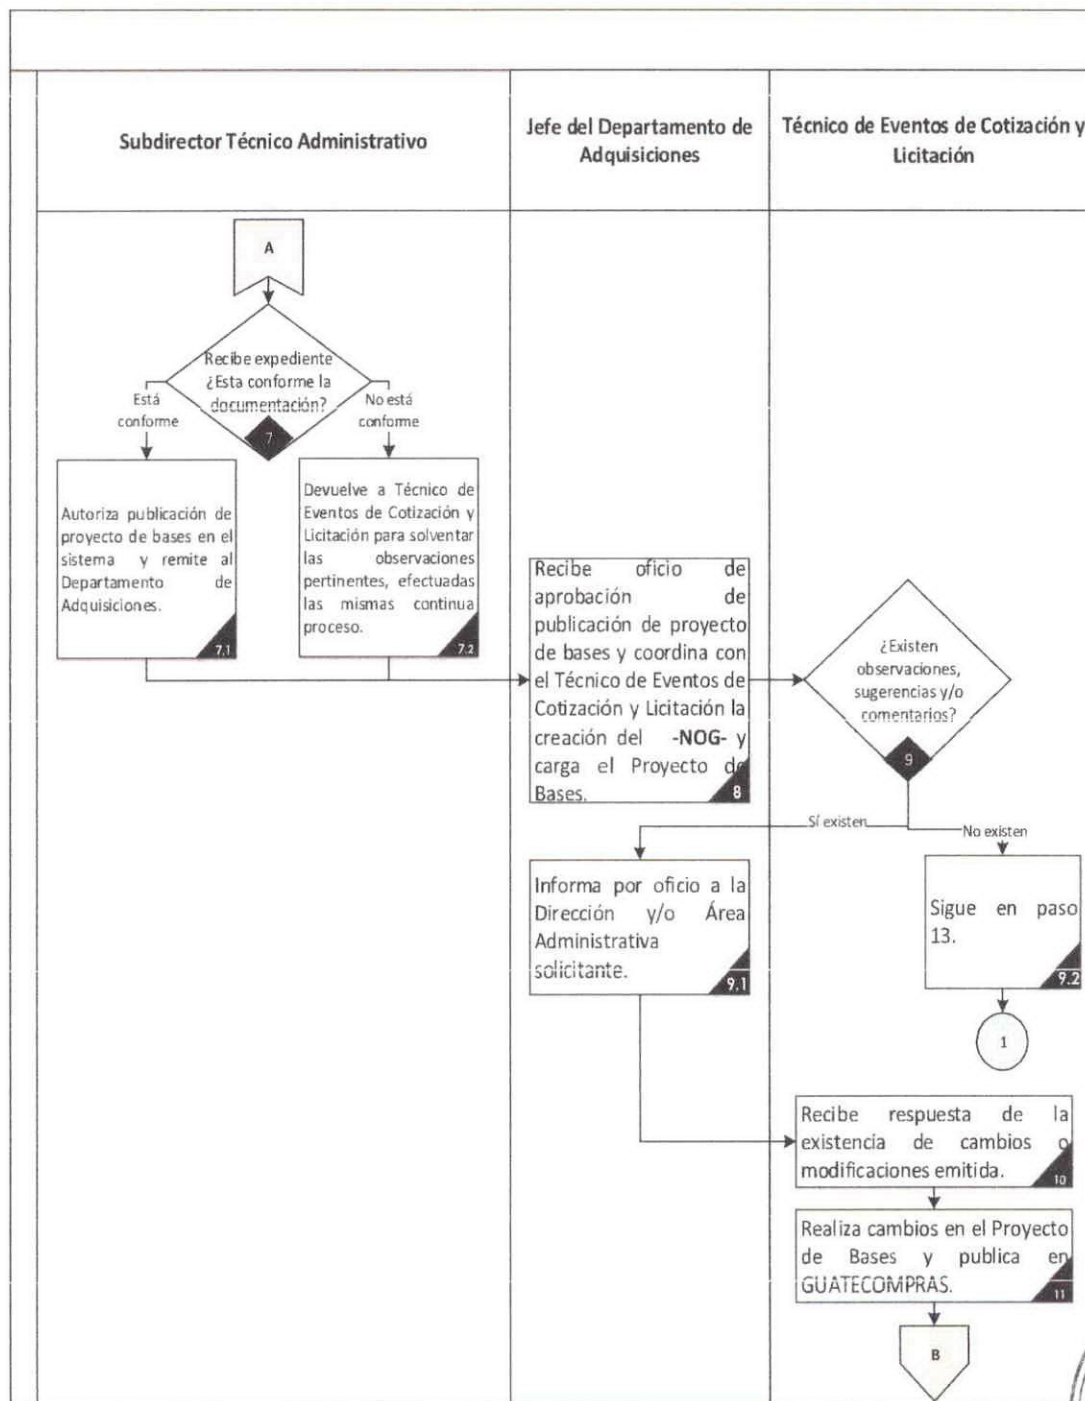 Subdirector Técnico Administrativo
Jefe del Departamento de
Adquisiciones
Técnico de Eventos de Cotización y
Licitación
A
Recibe expediente
¿Esta conforme la
documentación?
7
Está
conforme
No está
conforme
Autoriza publicación de
proyecto de bases en el
sistema y remite al
Departamento de
Adquisiciones.
7.1
Devuelve a Técnico de
Eventos de Cotización y
Licitación para solventar
las observaciones
pertinentes, efectuadas
las mismas continua
proceso.
7.2
Recibe oficio de
aprobación de
publicación de proyecto
de bases y coordina con
el Técnico de Eventos de
Cotización y Licitación la
creación del -NOG- y
carga el Proyecto de
Bases.
8
¿Existen
observaciones,
sugerencias y/o
comentarios?
9
Sí existen
No existen
Informa por oficio a la
Dirección y/o Área
Administrativa
solicitante.
9.1
Sigue en paso
13.
9.2
1
Recibe respuesta de la
existencia de cambios o
modificaciones emitida.
10
Realiza cambios en el Proyecto
de Bases y publica en
GUATECOMPRAS.
11
B